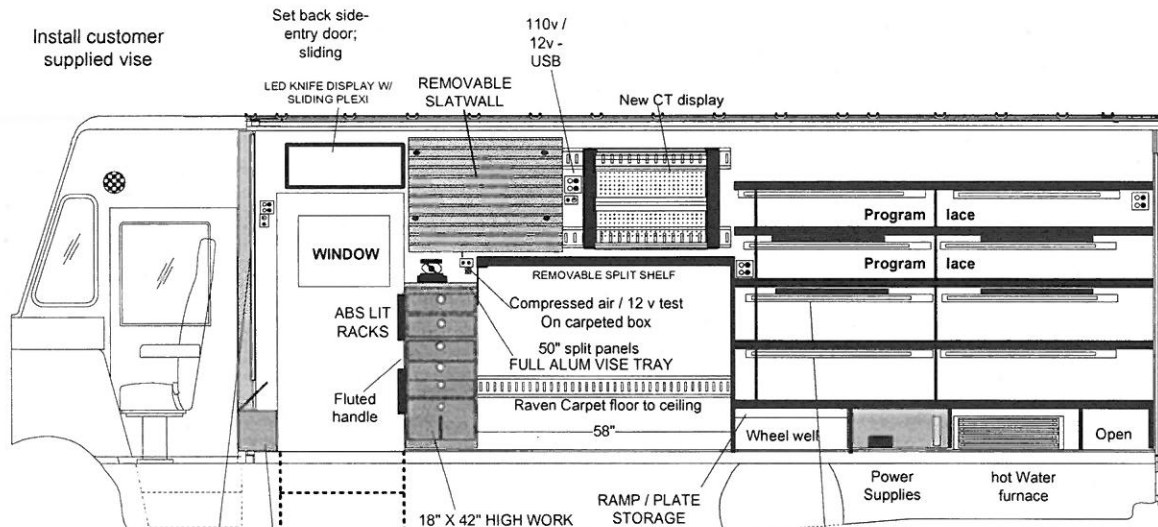 Install customer
supplied vise
Set back side-
entry door;
sliding
LED KNIFE DISPLAY W/
SLIDING PLEXI
REMOVABLE
SLATWALL
110v /
12v -
USB
New CT display
WINDOW
Program
lace
Program
lace
REMOVABLE SPLIT SHELF
Compressed air / 12 v test
On carpeted box
ABS LIT
RACKS
50" split panels
FULL ALUM VISE TRAY
Fluted
handle
Raven Carpet floor to ceiling
58"
Wheel well
Open
Power
Supplies
hot Water
furnace
RAMP / PLATE
STORAGE
18" X 42" HIGH WORK